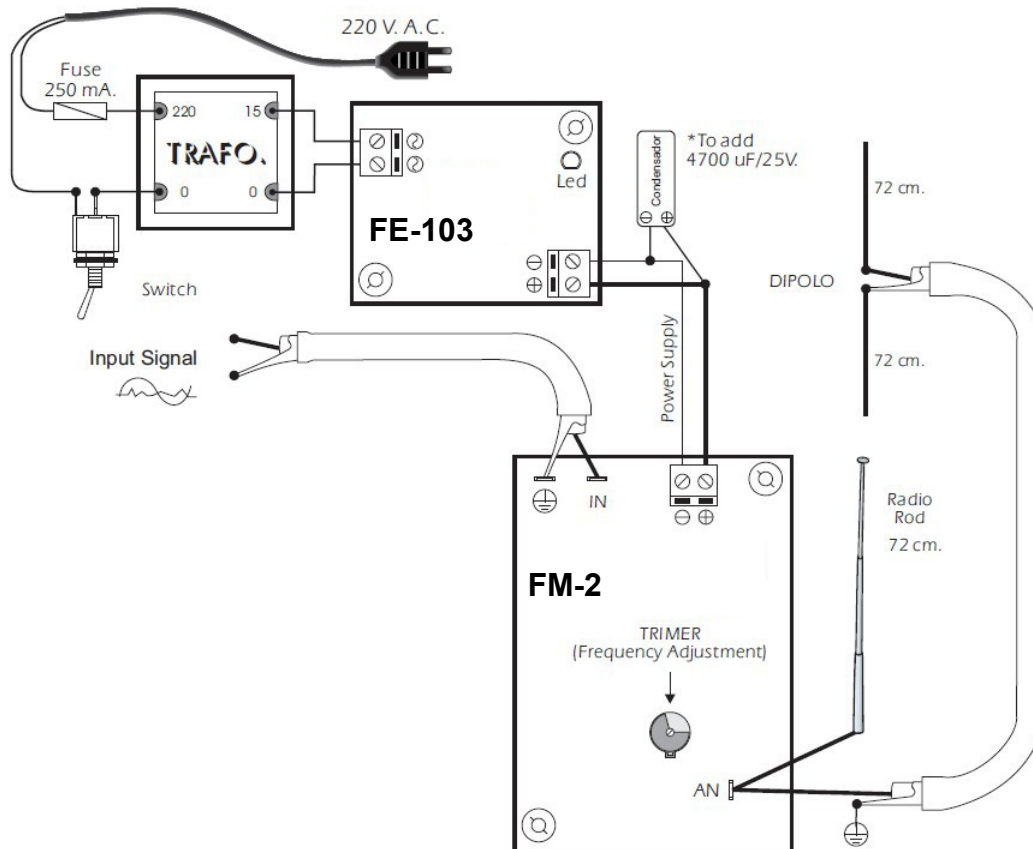 220 V. A.C.
Fuse
250 mA.
220
15
TRAFO.
0
0
Switch
Led
FE-103
Condensador
*To add
4700 uF/25V.
72 cm.
DIPOLO
72 cm.
Input Signal
Power Supply
IN
Radio
Rod
72 cm.
FM-2
TRIMER
(Frequency Adjustment)
AN